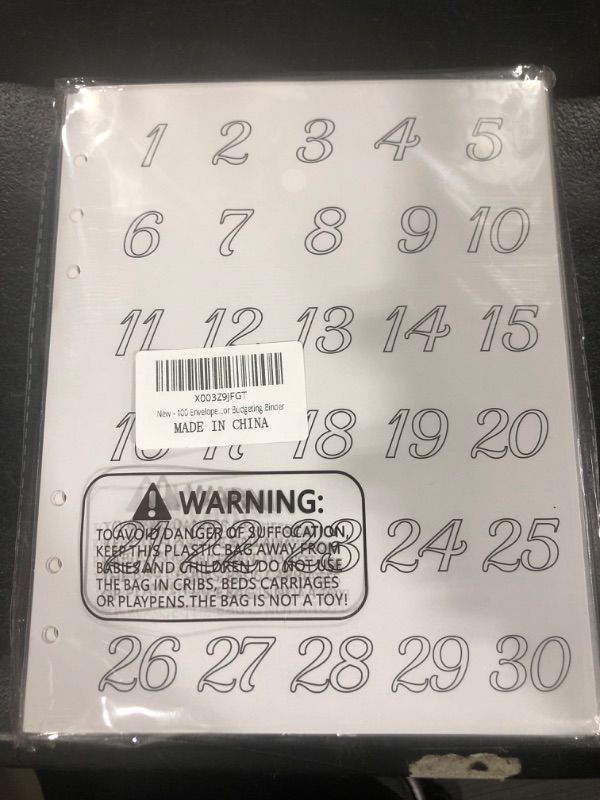 1 2 3 4 5
6 7 8 9 10
11 12 13 14 15
X003Z9JFGT
New - 100 Envelope...or Budgeting Binder
MADE IN CHINA
18 19 20
WARNING:
TO AVOID DANGER OF SUFFOCATION,
KEEP THIS PLASTIC BAG AWAY FROM
BABIES AND CHILDREN, DO NOT USE
THE BAG IN CRIBS, BEDS CARRIAGES
OR PLAYPENS. THE BAG IS NOT A TOY!
21 22 23 24 25
26 27 28 29 30